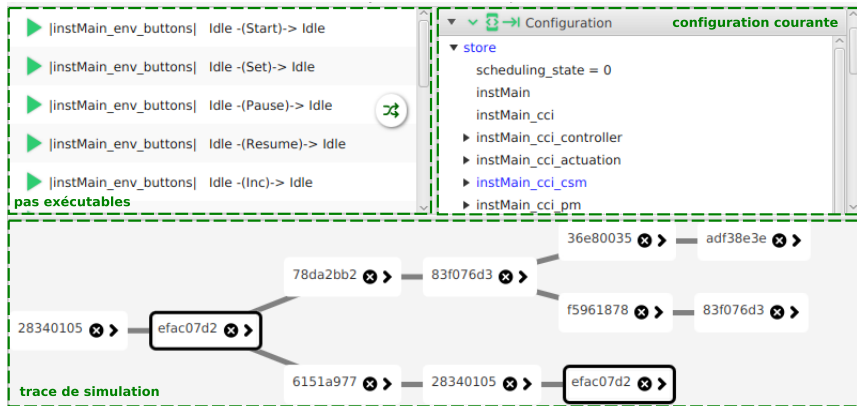 |instMain_env_buttons| Idle -(Start)-> Idle
|instMain_env_buttons| Idle -(Set)-> Idle
|instMain_env_buttons| Idle -(Pause)-> Idle
|instMain_env_buttons| Idle -(Resume)-> Idle
|instMain_env_buttons| Idle -(Inc)-> Idle
pas exécutables
Configuration
configuration courante
store
scheduling_state = 0
instMain
instMain_cci
instMain_cci_controller
instMain_cci_actuation
instMain_cci_csm
instMain_cci_pm
36e80035
adf38e3e
78da2bb2
83f076d3
f5961878
83f076d3
28340105
efac07d2
6151a977
28340105
efac07d2
trace de simulation